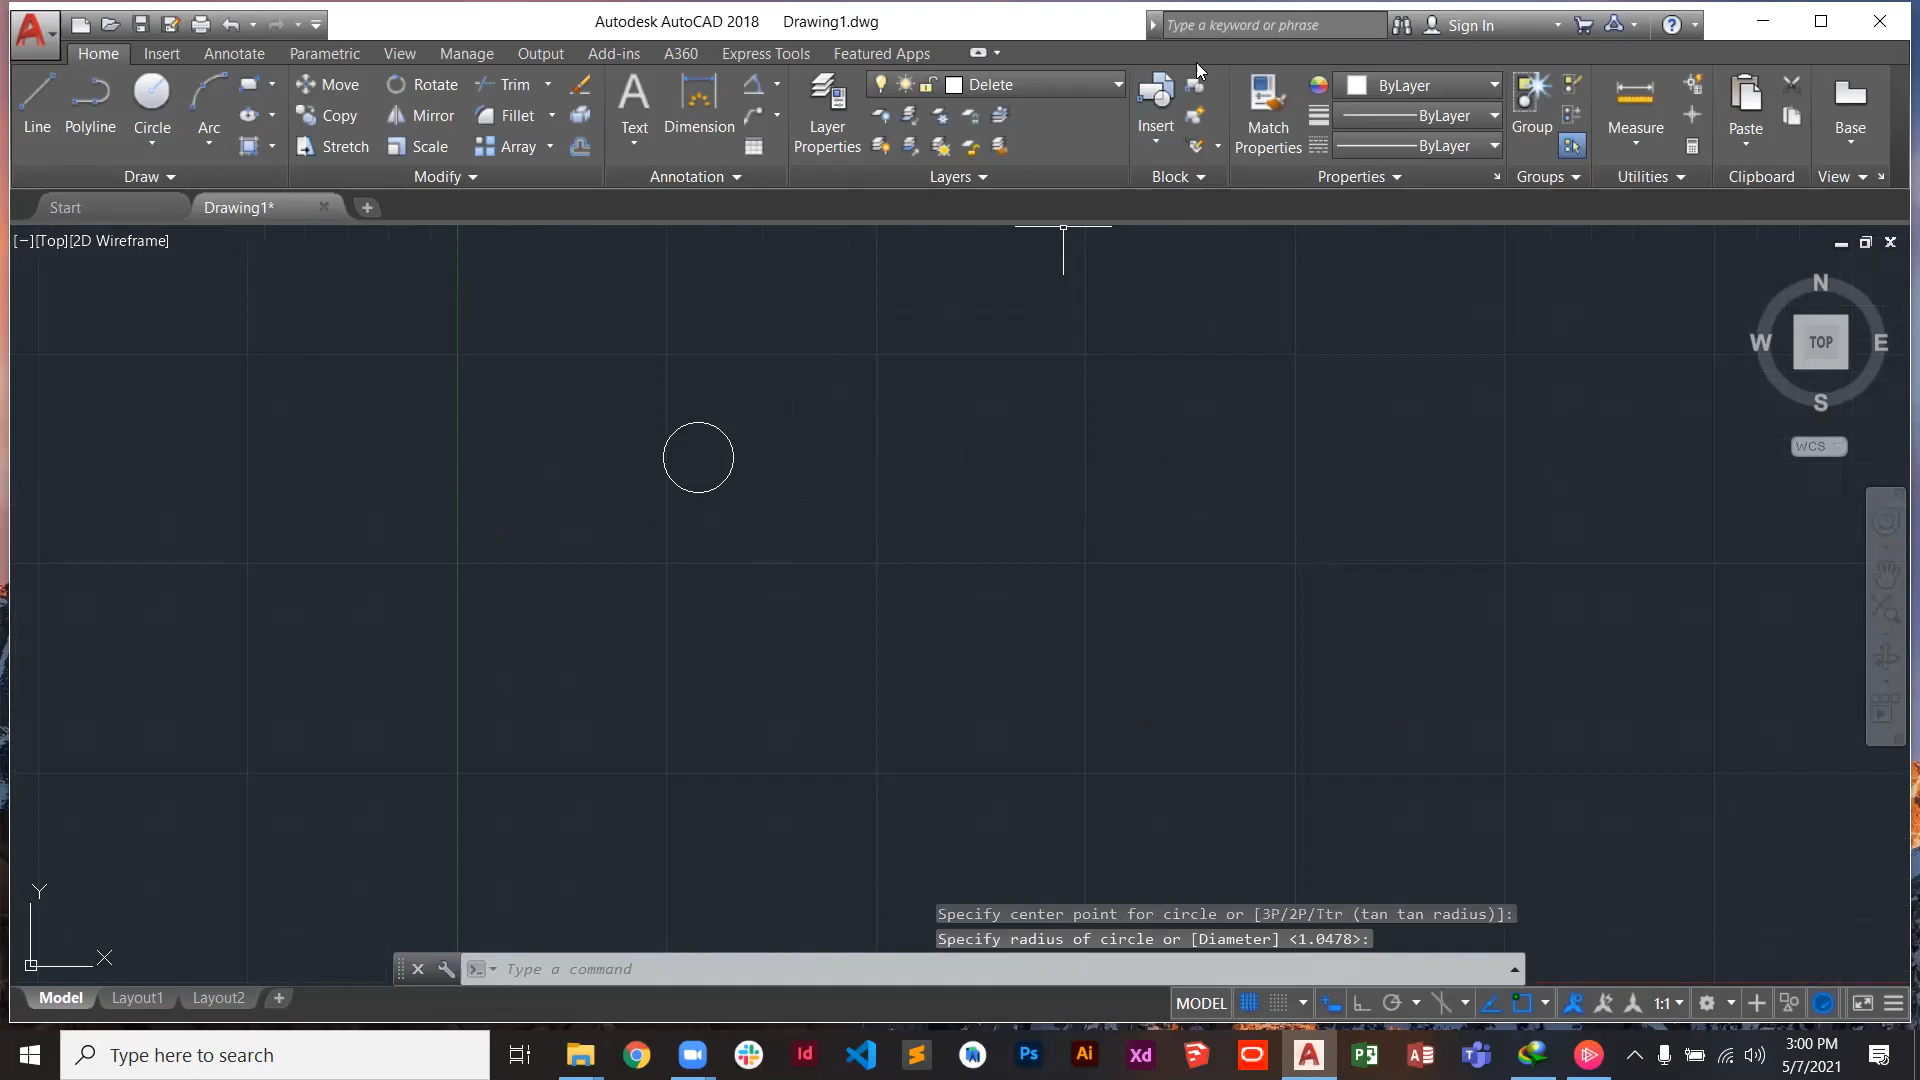 Autodesk AutoCAD 2018 Drawing1.dwg
Type a keyword or phrase
Sign In
Home Insert Annotate Parametric View Manage Output Add-ins A360 Express Tools Featured Apps
Line Polyline Circle Arc
Move Rotate Trim
Copy Mirror Fillet
Stretch Scale Array
Text Dimension
Layer Properties
Delete
Insert
Match Properties
ByLayer
ByLayer
ByLayer
Group
Measure
Paste
Base
Draw Modify Annotation Layers Block Properties Groups Utilities Clipboard View
Start Drawing1*
[−][Top][2D Wireframe]
N
W TOP E
S
WCS
Y
X
Specify center point for circle or [3P/2P/Ttr (tan tan radius)]:
Specify radius of circle or [Diameter] <1.0478>:
Type a command
Model Layout1 Layout2
MODEL 1:1
Type here to search
Id Ps Ai Xd
3:00 PM
5/7/2021